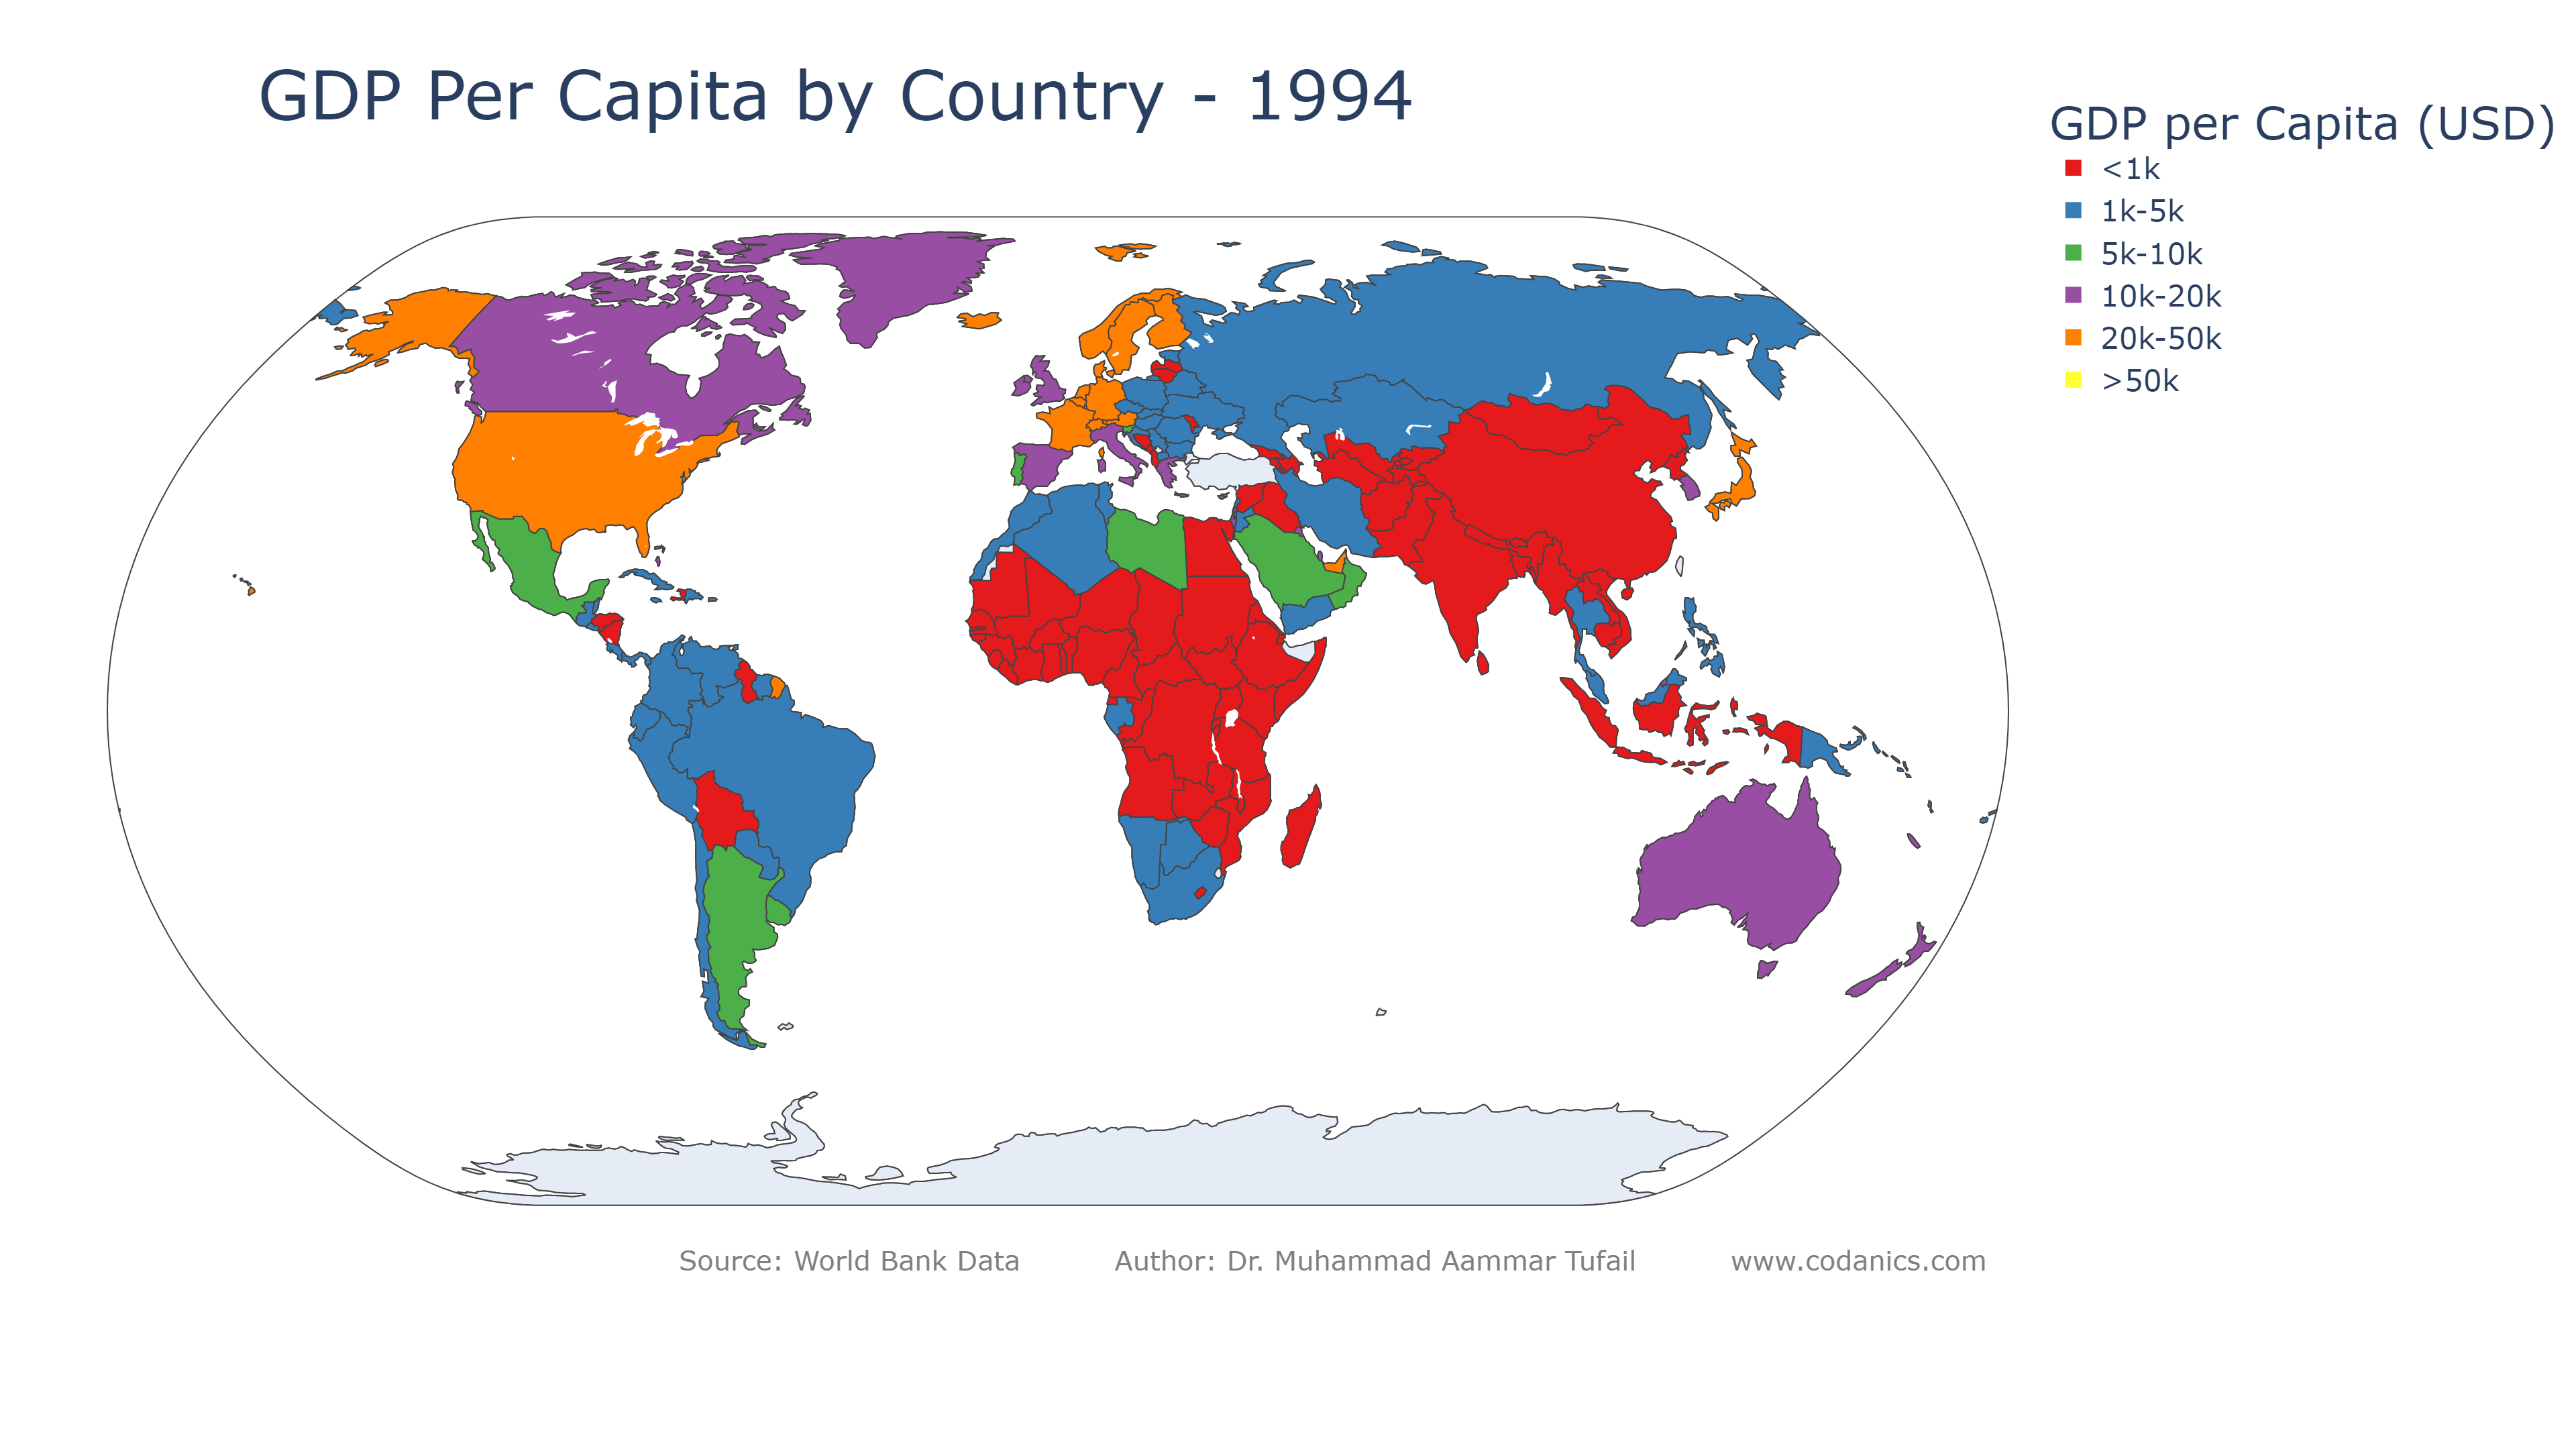 GDP Per Capita by Country - 1994
GDP per Capita (USD)
<1k
1k-5k
5k-10k
10k-20k
20k-50k
>50k
Source: World Bank Data Author: Dr. Muhammad Aammar Tufail www.codanics.com